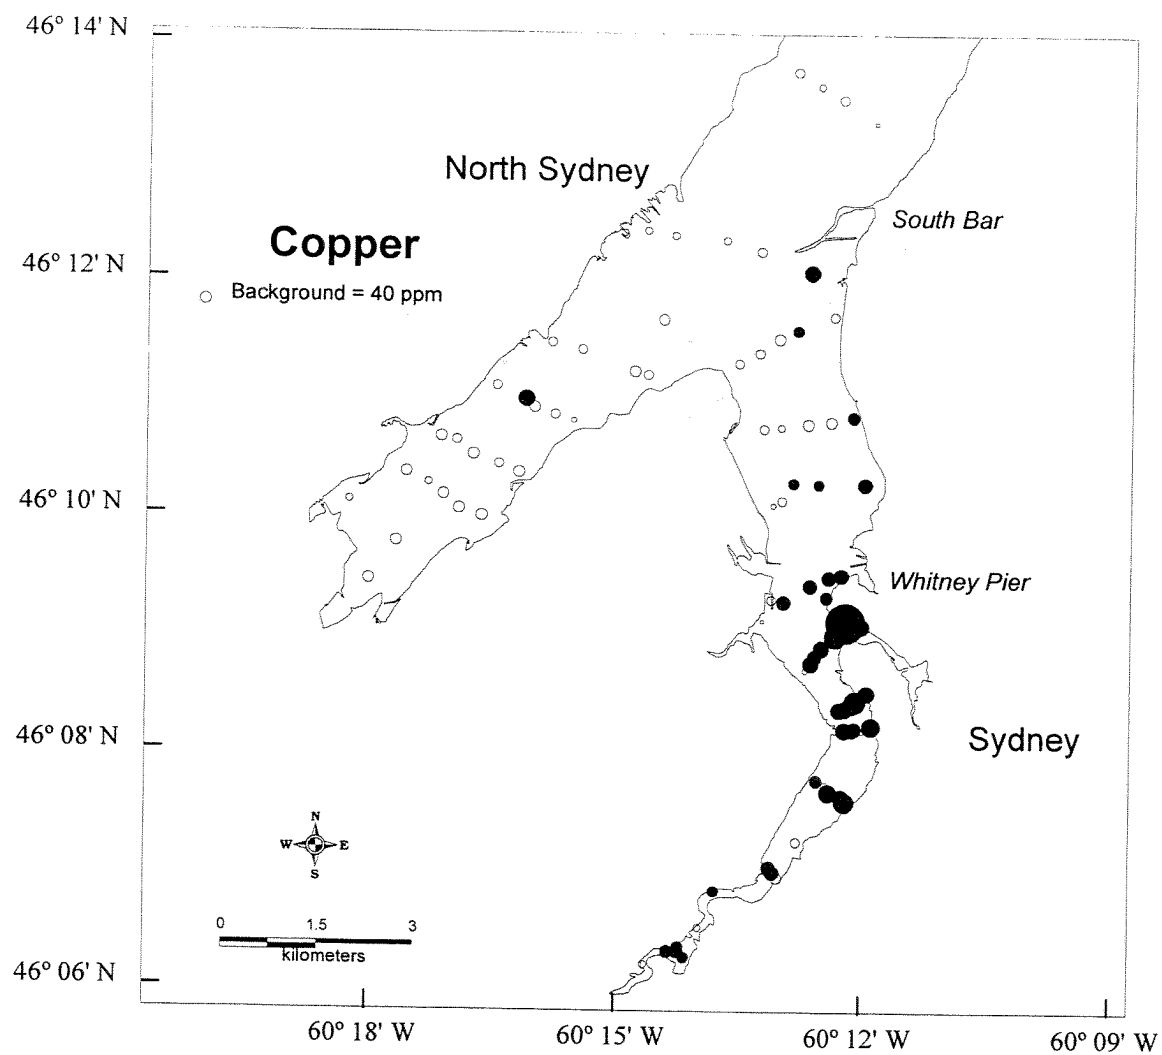 46° 14' N
North Sydney
South Bar
Copper
46° 12' N
Background = 40 ppm
46° 10' N
Whitney Pier
46° 08' N
Sydney
N
W E
S
0 1.5 3
kilometers
46° 06' N
60° 18' W 60° 15' W 60° 12' W 60° 09' W